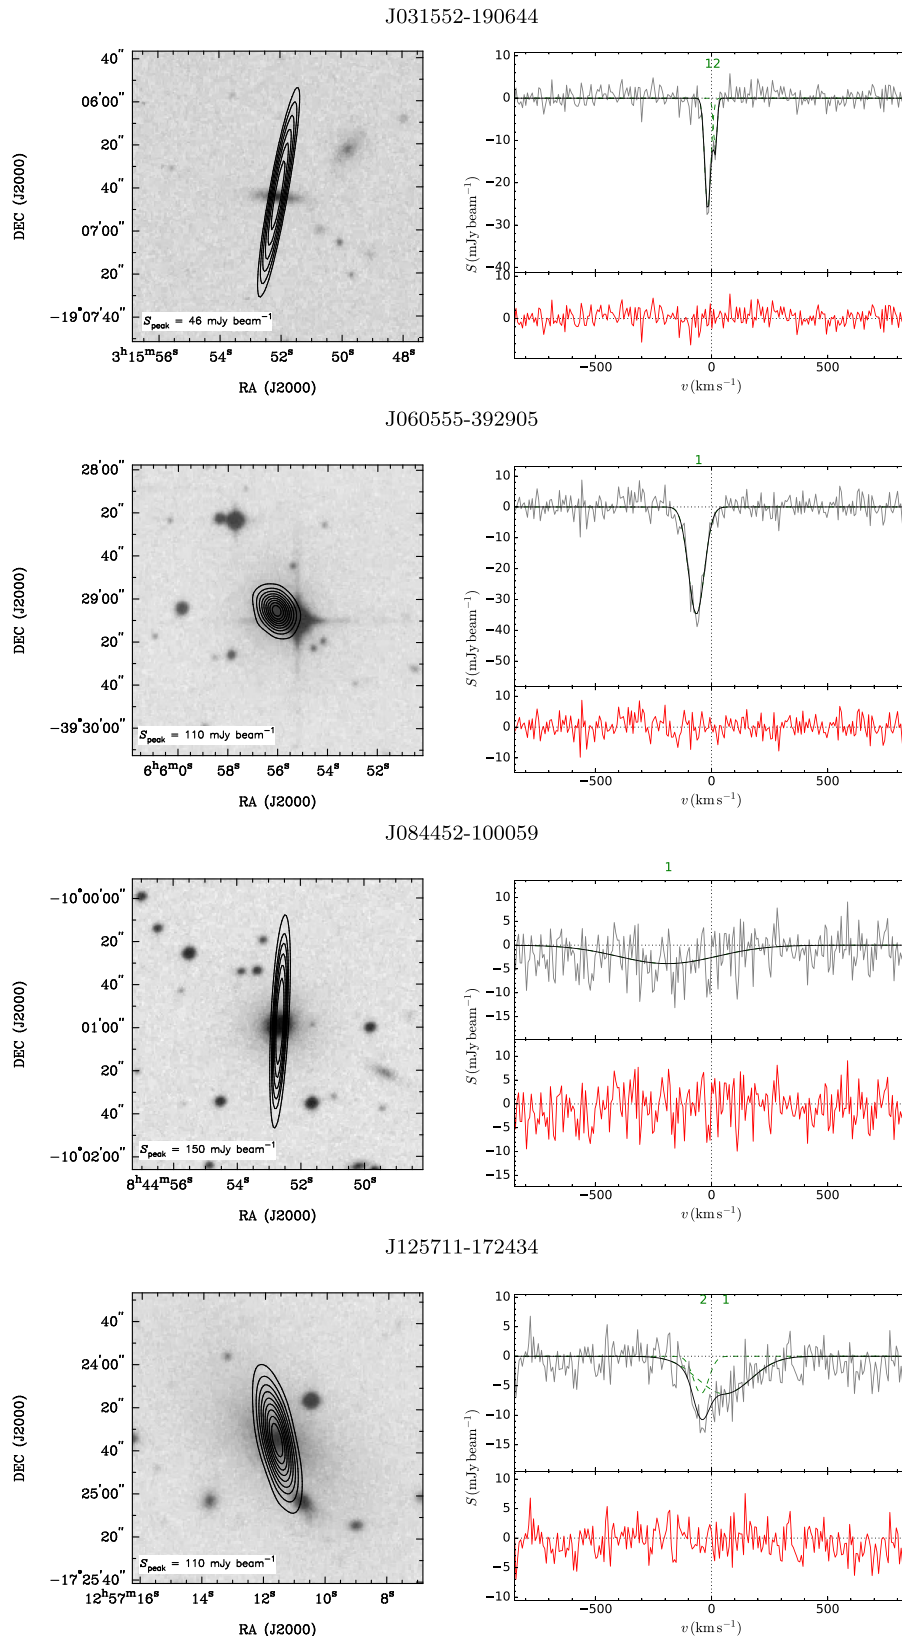 J031552-190644
40"
06'00"
20"
40"
07'00"
20"
−19°07'40"
DEC (J2000)
S_peak = 46 mJy beam⁻¹
3ʰ15ᵐ56ˢ 54ˢ 52ˢ 50ˢ 48ˢ
RA (J2000)
12
0
−10
−20
−30
−40
S (mJy beam⁻¹)
10
0
−500 0 500
v (km s⁻¹)
J060555-392905
28'00"
20"
40"
29'00"
20"
40"
−39°30'00"
DEC (J2000)
S_peak = 110 mJy beam⁻¹
6ʰ6ᵐ0ˢ 58ˢ 56ˢ 54ˢ 52ˢ
RA (J2000)
1
10
0
−10
−20
−30
−40
−50
S (mJy beam⁻¹)
10
0
−10
−500 0 500
v (km s⁻¹)
J084452-100059
−10°00'00"
20"
40"
01'00"
20"
40"
−10°02'00"
DEC (J2000)
S_peak = 150 mJy beam⁻¹
8ʰ44ᵐ56ˢ 54ˢ 52ˢ 50ˢ
RA (J2000)
1
10
5
0
−5
−10
−15
S (mJy beam⁻¹)
10
5
0
−5
−10
−15
−500 0 500
v (km s⁻¹)
J125711-172434
40"
24'00"
20"
40"
25'00"
20"
−17°25'40"
DEC (J2000)
S_peak = 110 mJy beam⁻¹
12ʰ57ᵐ16ˢ 14ˢ 12ˢ 10ˢ 8ˢ
RA (J2000)
2 1
10
5
0
−5
−10
−15
S (mJy beam⁻¹)
10
5
0
−5
−10
−500 0 500
v (km s⁻¹)